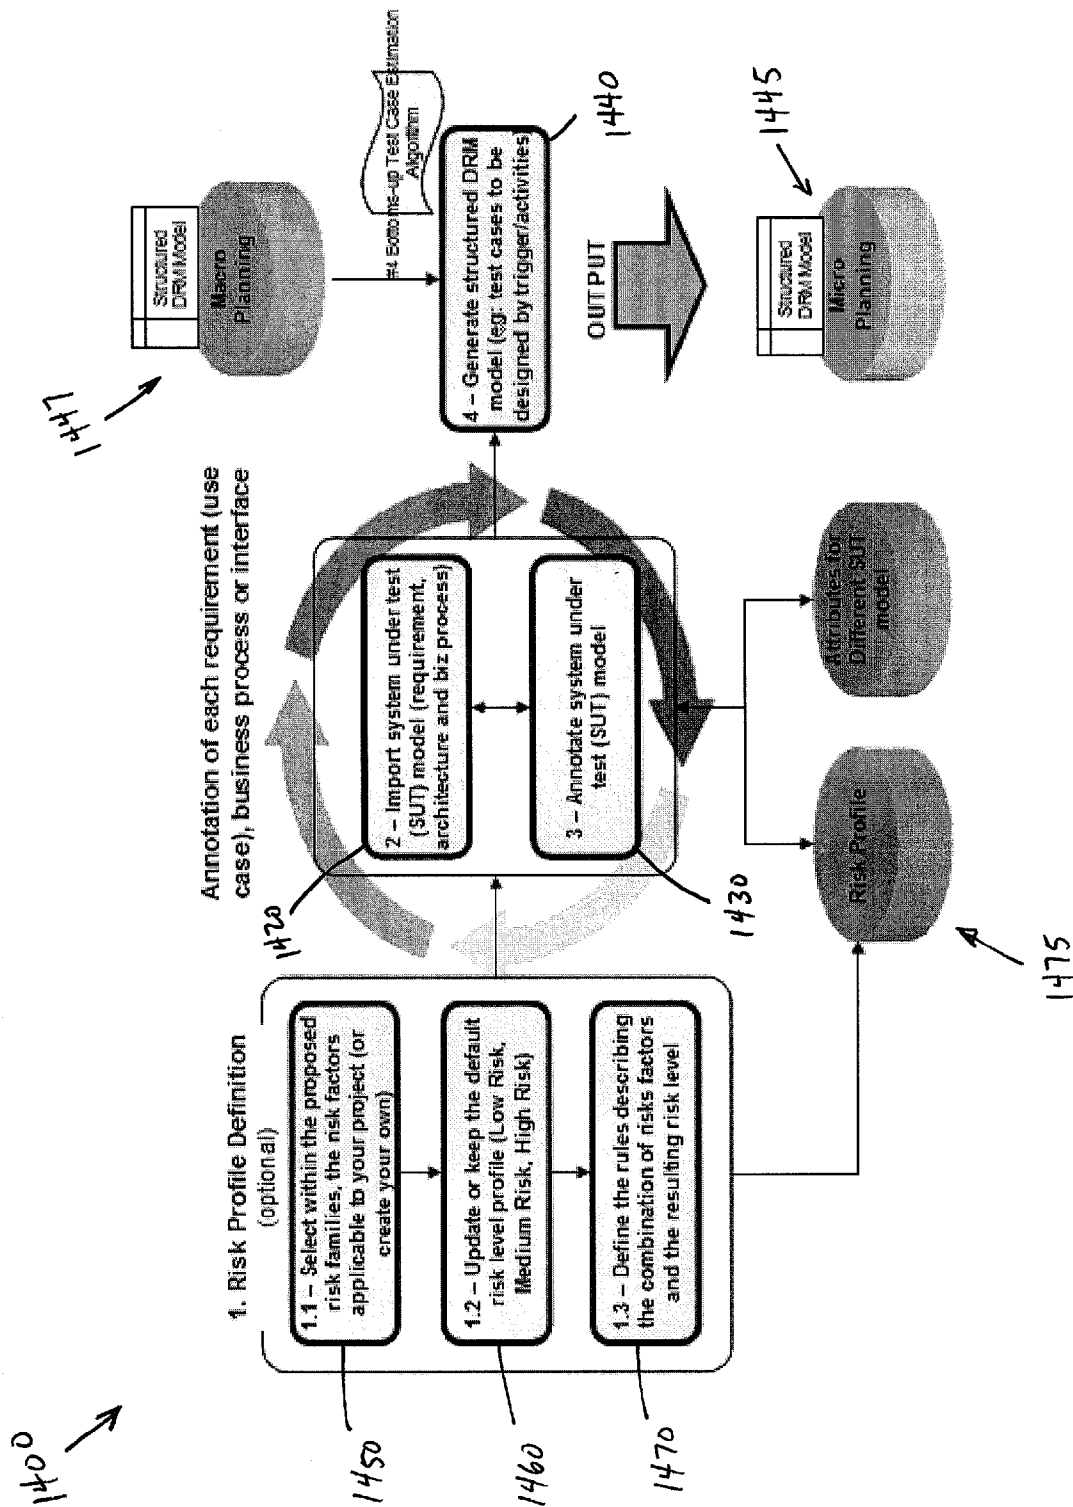 1400
1. Risk Profile Definition
(optional)
1.1 – Select within the proposed
risk families, the risk factors
applicable to your project (or
create your own)
1450
1.2 – Update or keep the default
risk level profile (Low Risk,
Medium Risk, High Risk)
1460
1.3 – Define the rules describing
the combination of risks factors
and the resulting risk level
1470
Annotation of each requirement (use
case), business process or interface
2 – Import system under test
(SUT) model (requirement,
architecture and biz process)
1420
3 – Annotate system under
test (SUT) model
1430
Risk Profile
1475
Attributes for
Different SUT
model
Structured
DRM Model
Macro
Planning
1447
#4 Bottoms-up Test Case Estimation
Algorithm
4 – Generate structured DRM
model (eg: test cases to be
designed by trigger/activities
1440
OUTPUT
Structured
DRM Model
Micro
Planning
1445